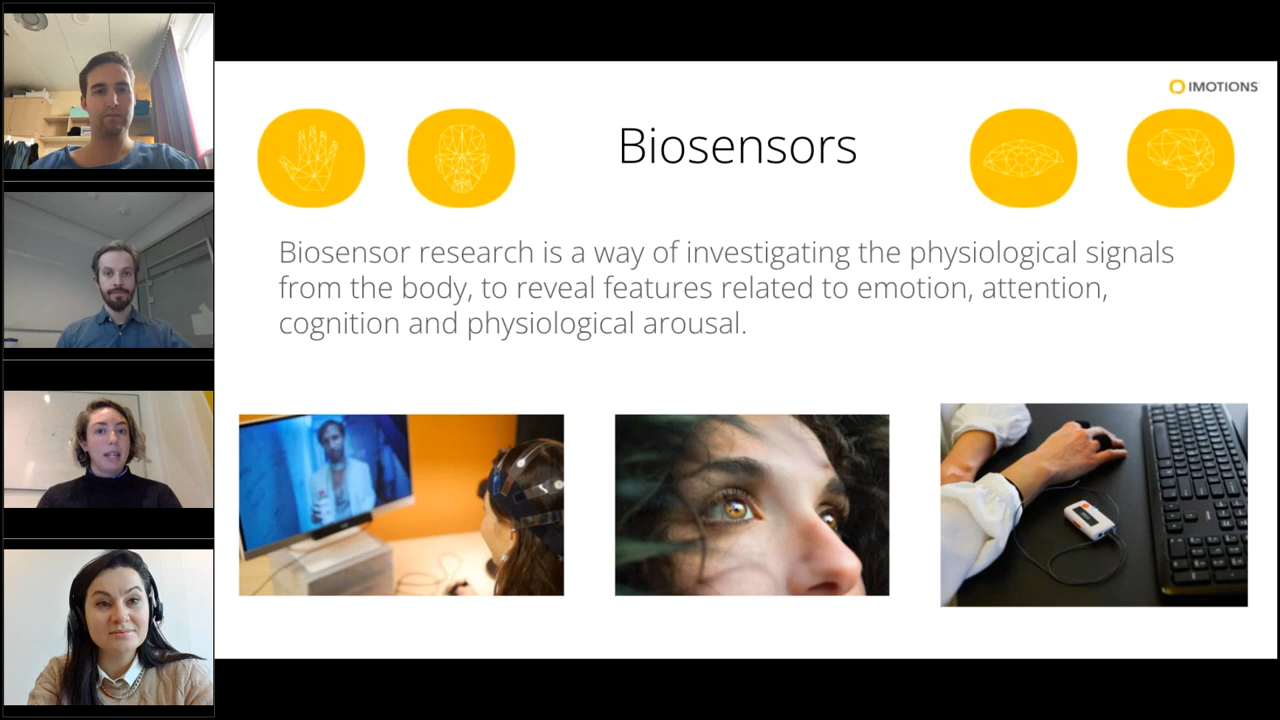 IMOTIONS
Biosensors
Biosensor research is a way of investigating the physiological signals
from the body, to reveal features related to emotion, attention,
cognition and physiological arousal.